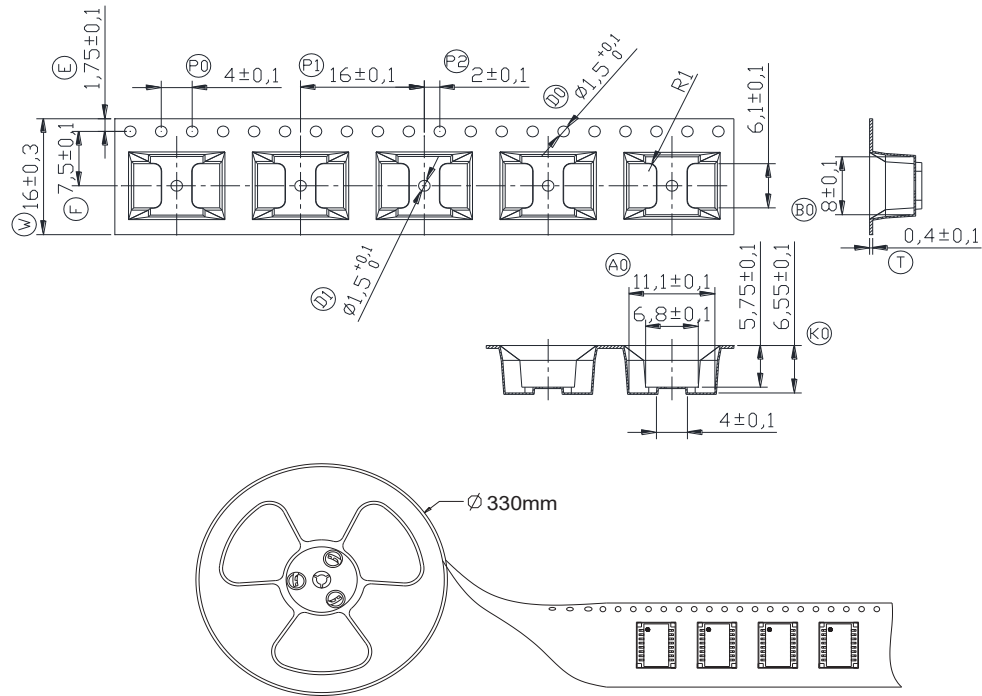 E 1,75±0,1
P0 4±0,1
P1 16±0,1
P2 2±0,1
D0 ⌀1,5 +0,1 0
R1
6,1±0,1
W 16±0,3
F 7,5±0,1
D1 ⌀1,5 +0,1 0
B0 8±0,1
0,4±0,1
T
A0
11,1±0,1
6,8±0,1
5,75±0,1
6,55±0,1
K0
4±0,1
⌀ 330mm